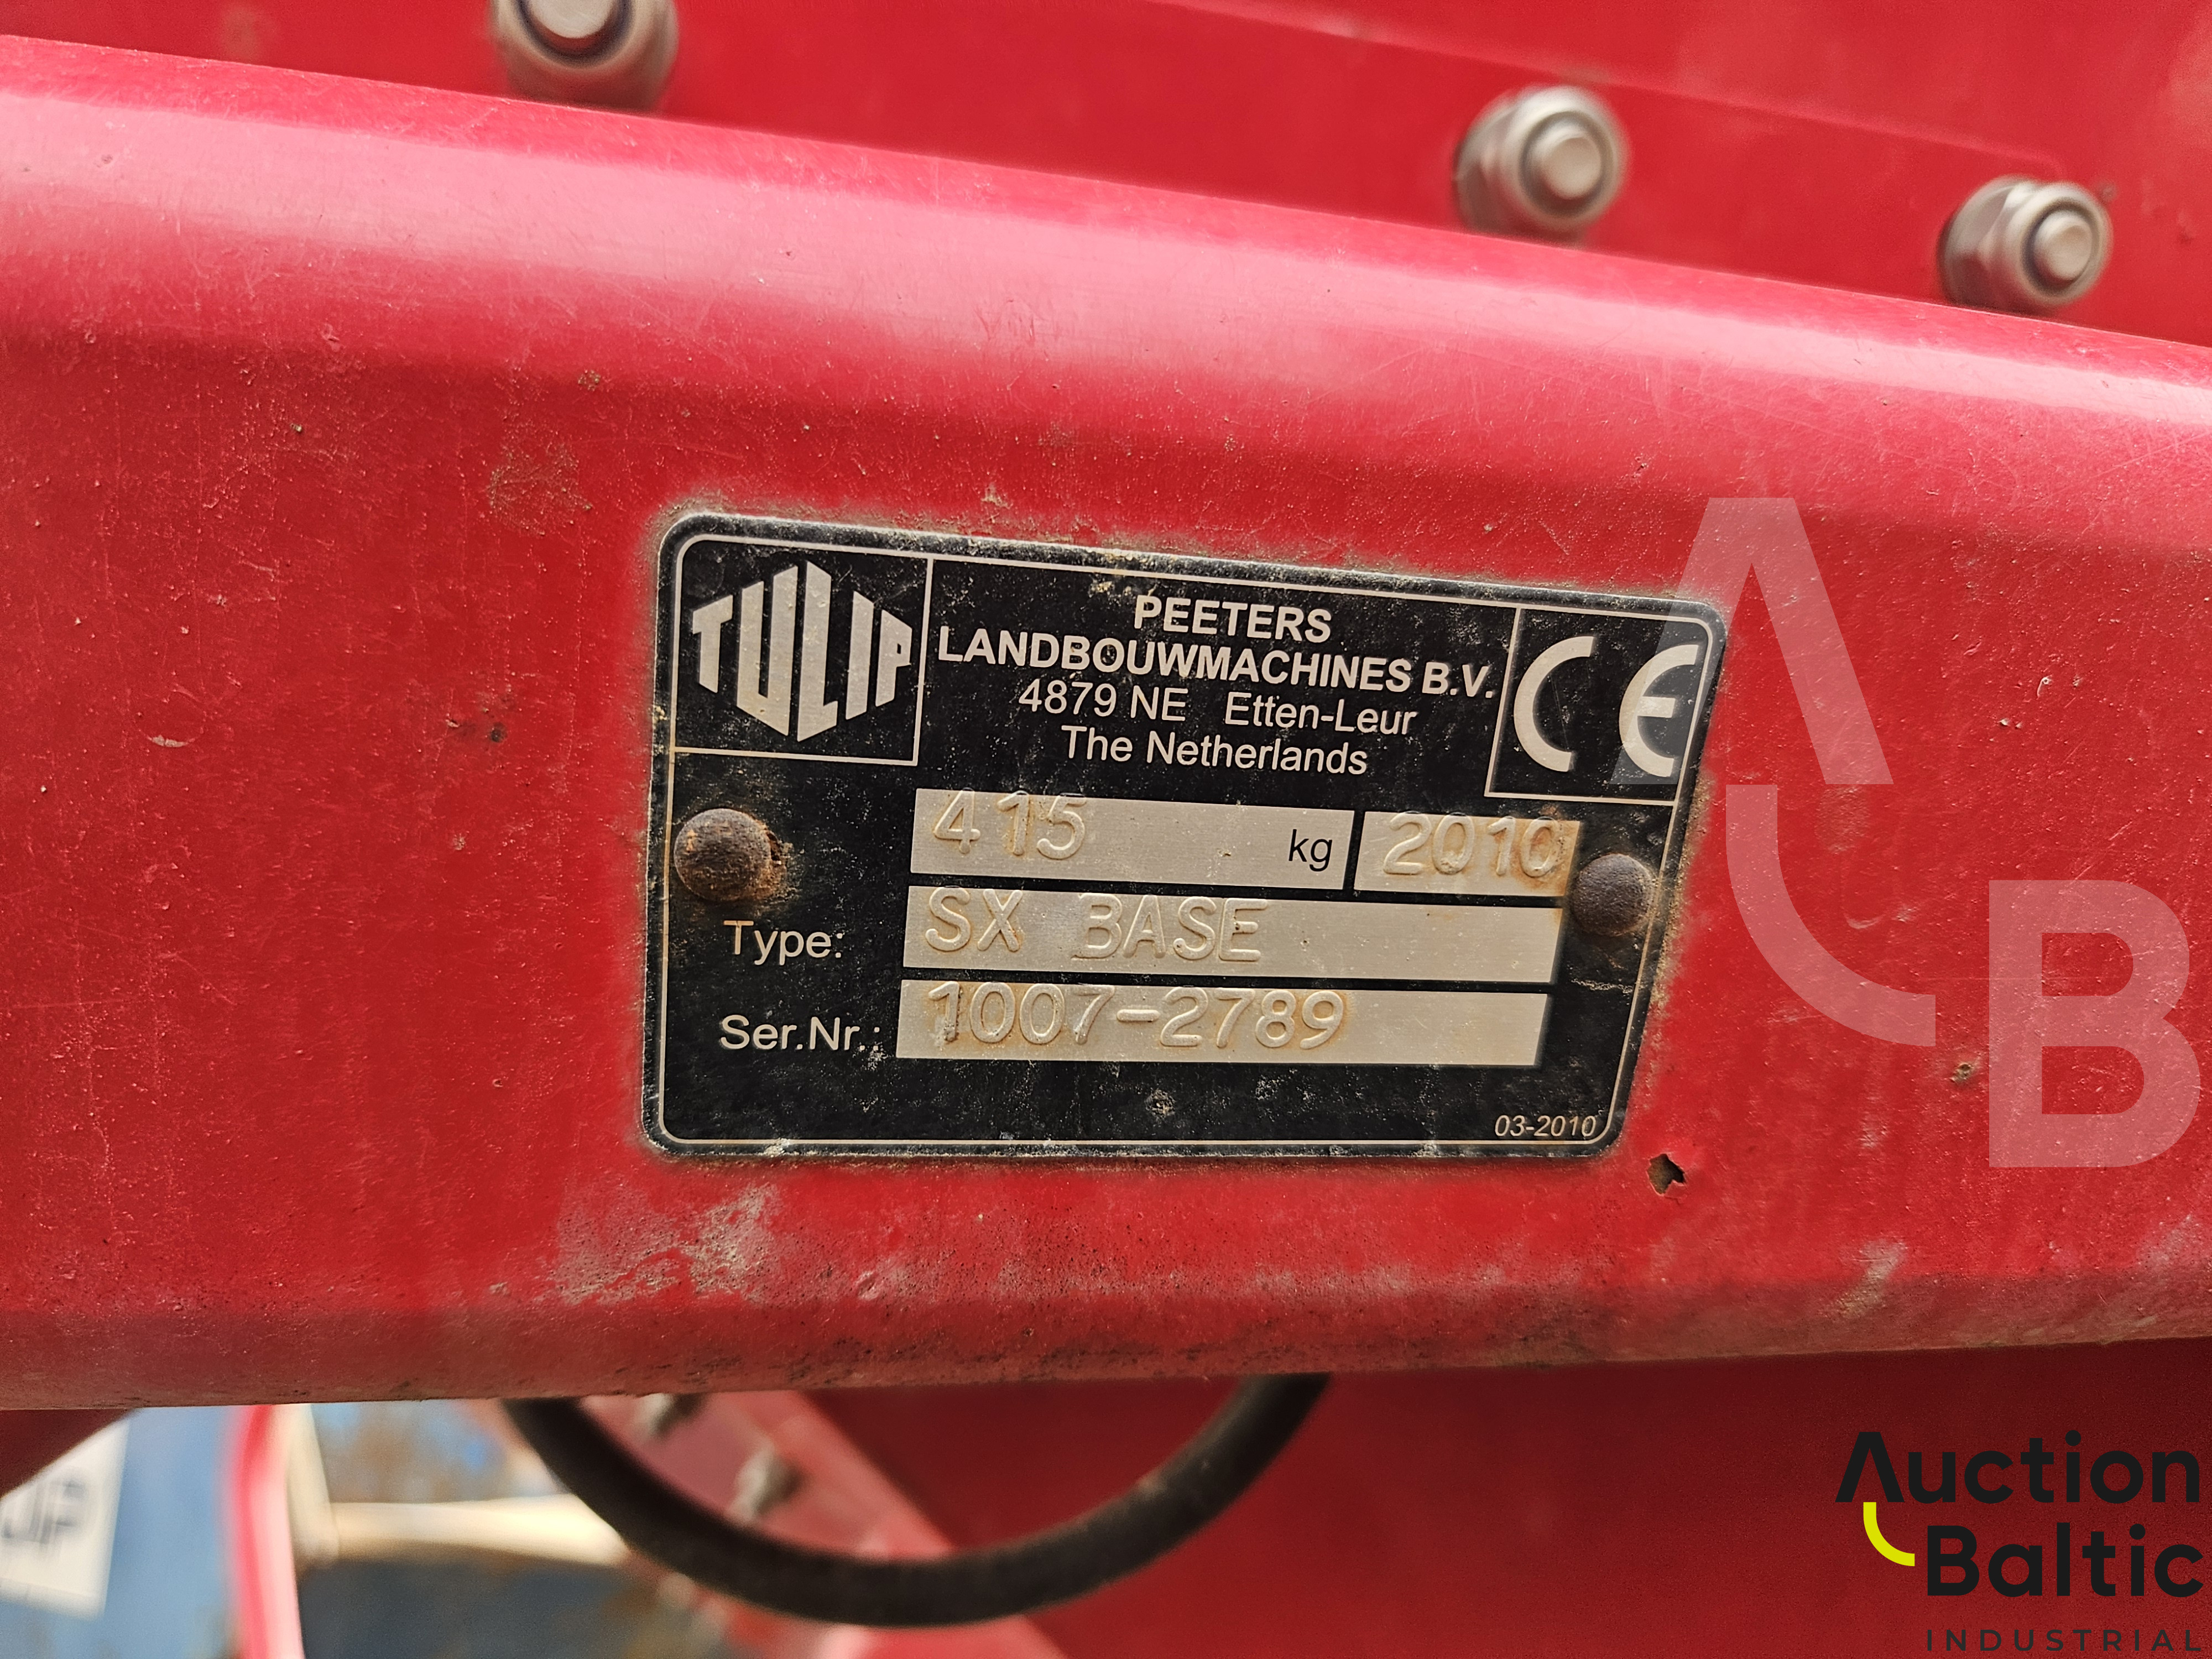 TULIP
PEETERS
LANDBOUWMACHINES B.V.
4879 NE Etten-Leur
The Netherlands
CE
415 kg 2010
Type: SX BASE
Ser.Nr.: 1007-2789
03-2010
AB
Auction
Baltic
INDUSTRIAL